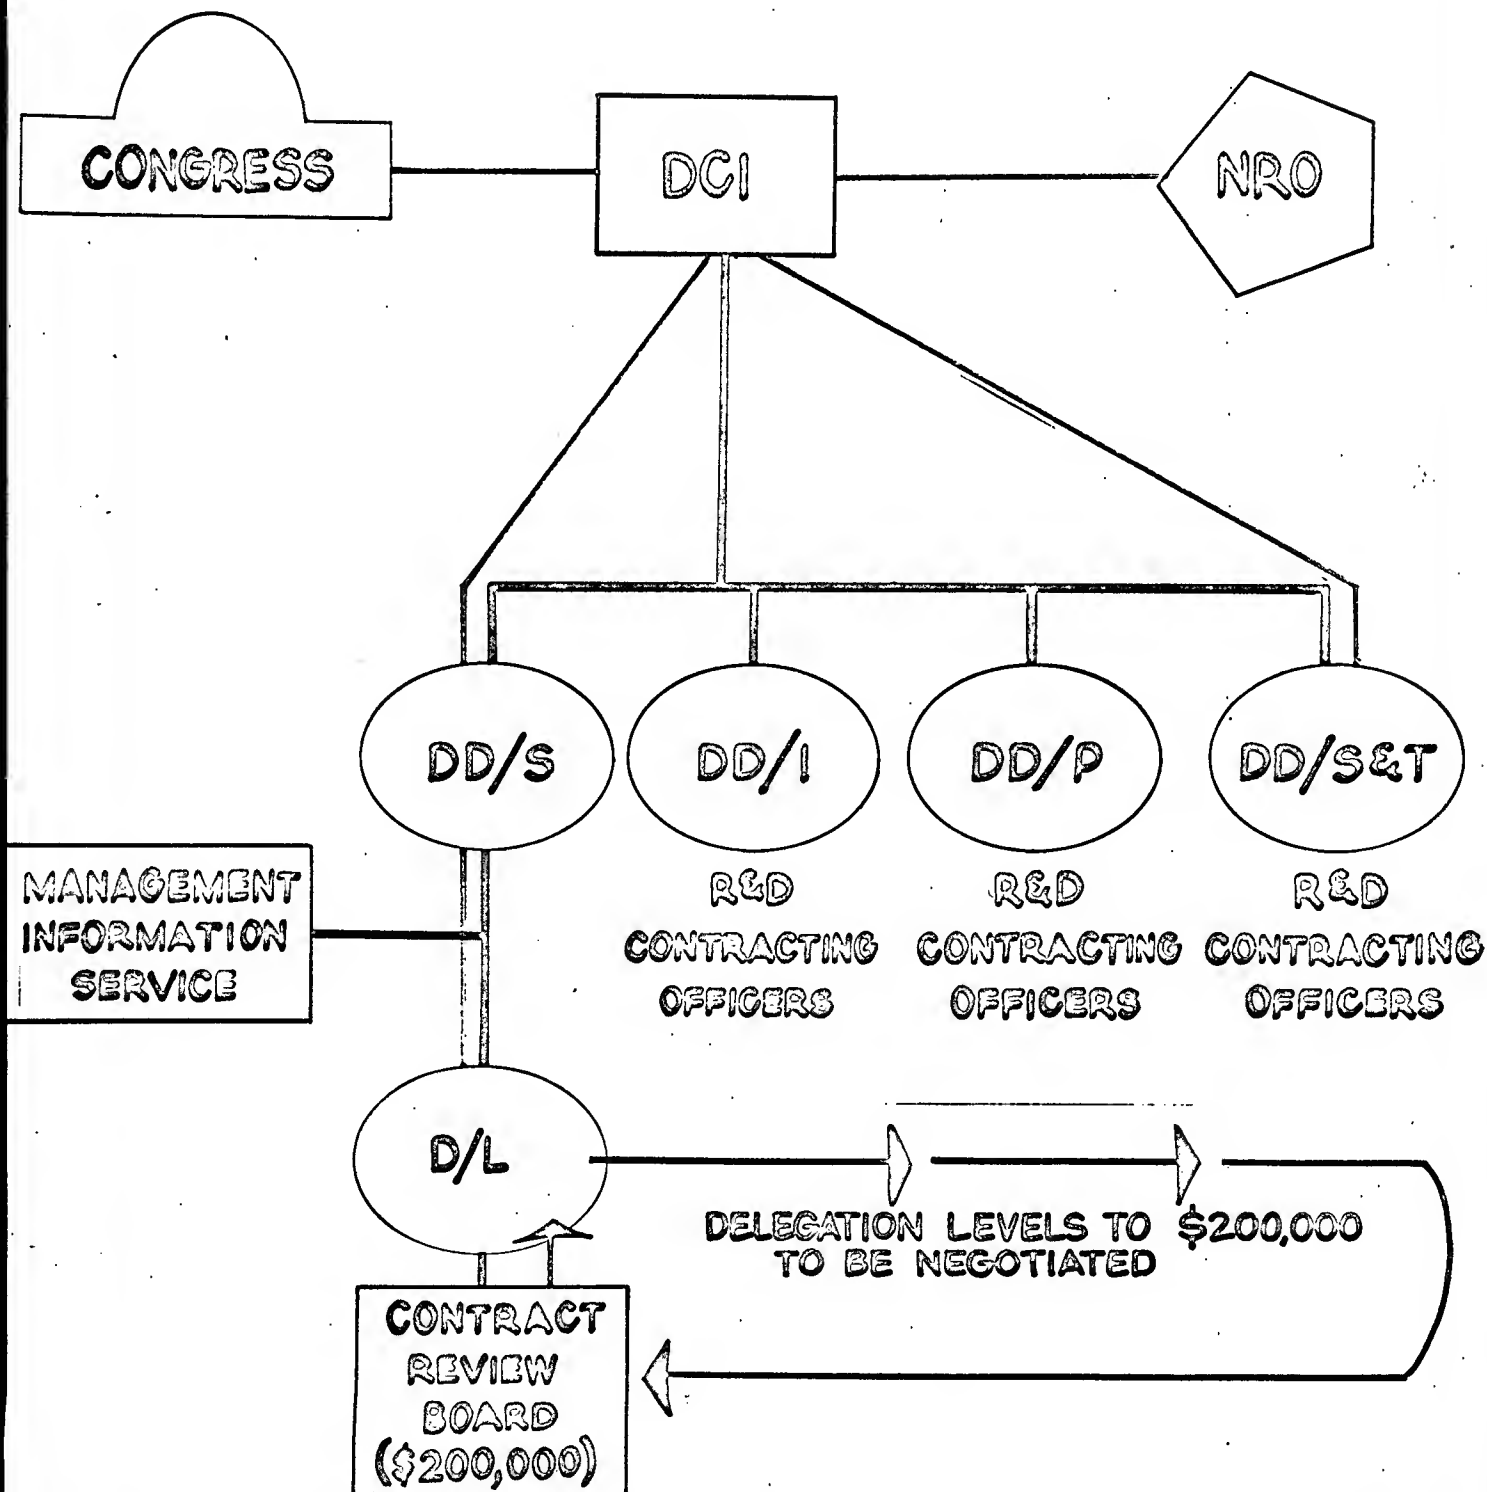 CONGRESS
DCI
NRO
DD/S
DD/I
DD/P
DD/S&T
MANAGEMENT
INFORMATION
SERVICE
R&D
CONTRACTING
OFFICERS
R&D
CONTRACTING
OFFICERS
R&D
CONTRACTING
OFFICERS
D/L
DELEGATION LEVELS TO $200,000
TO BE NEGOTIATED
CONTRACT
REVIEW
BOARD
($200,000)